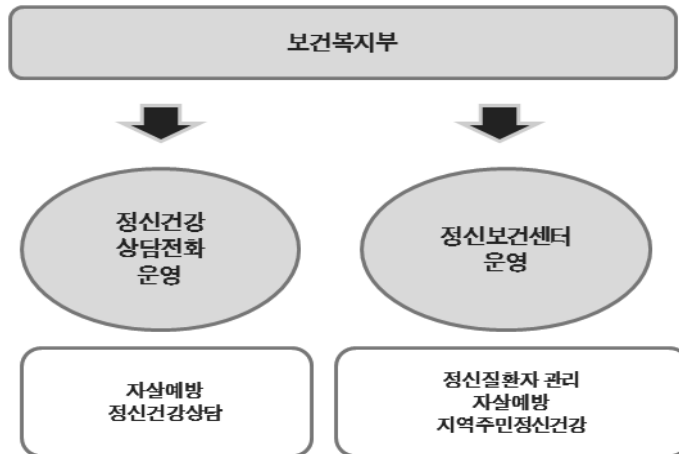 보건복지부
정신건강
상담전화
운영
정신보건센터
운영
자살예방
정신건강상담
정신질환자 관리
자살예방
지역주민정신건강